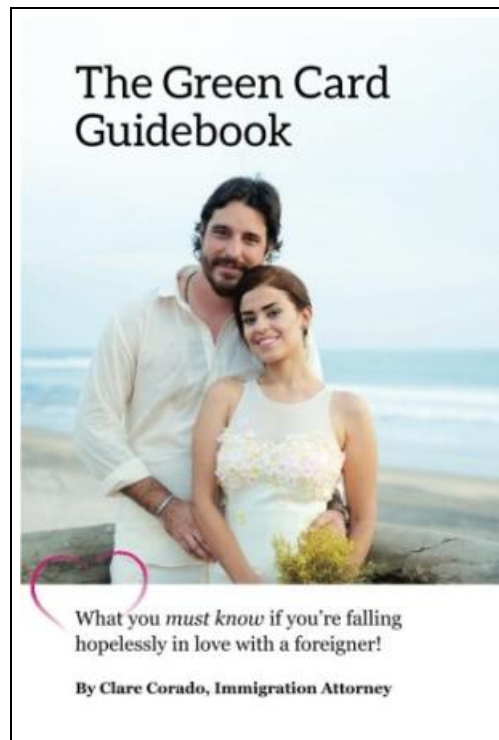 The Green Card
Guidebook
What you must know if you're falling
hopelessly in love with a foreigner!
By Clare Corado, Immigration Attorney